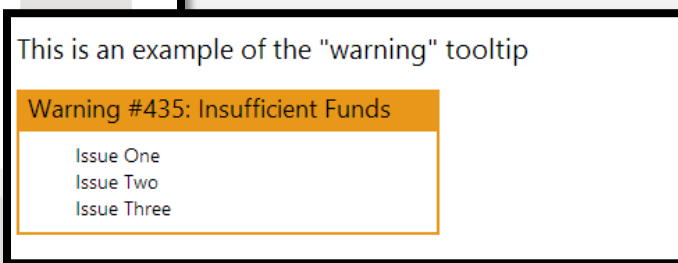 This is an example of the "warning" tooltip
Warning #435: Insufficient Funds
Issue One
Issue Two
Issue Three